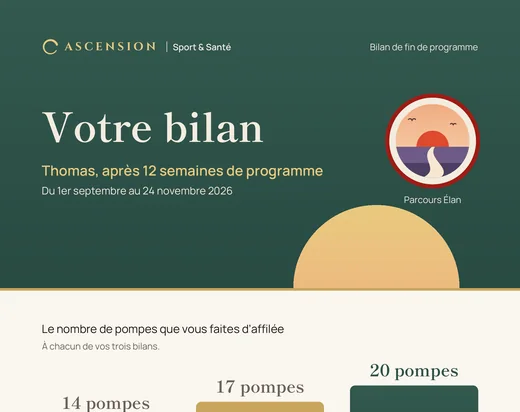 ASCENSION | Sport & Santé
Bilan de fin de programme
Votre bilan
Thomas, après 12 semaines de programme
Du 1er septembre au 24 novembre 2026
Parcours Élan
Le nombre de pompes que vous faites d’affilée
À chacun de vos trois bilans.
14 pompes
17 pompes
20 pompes